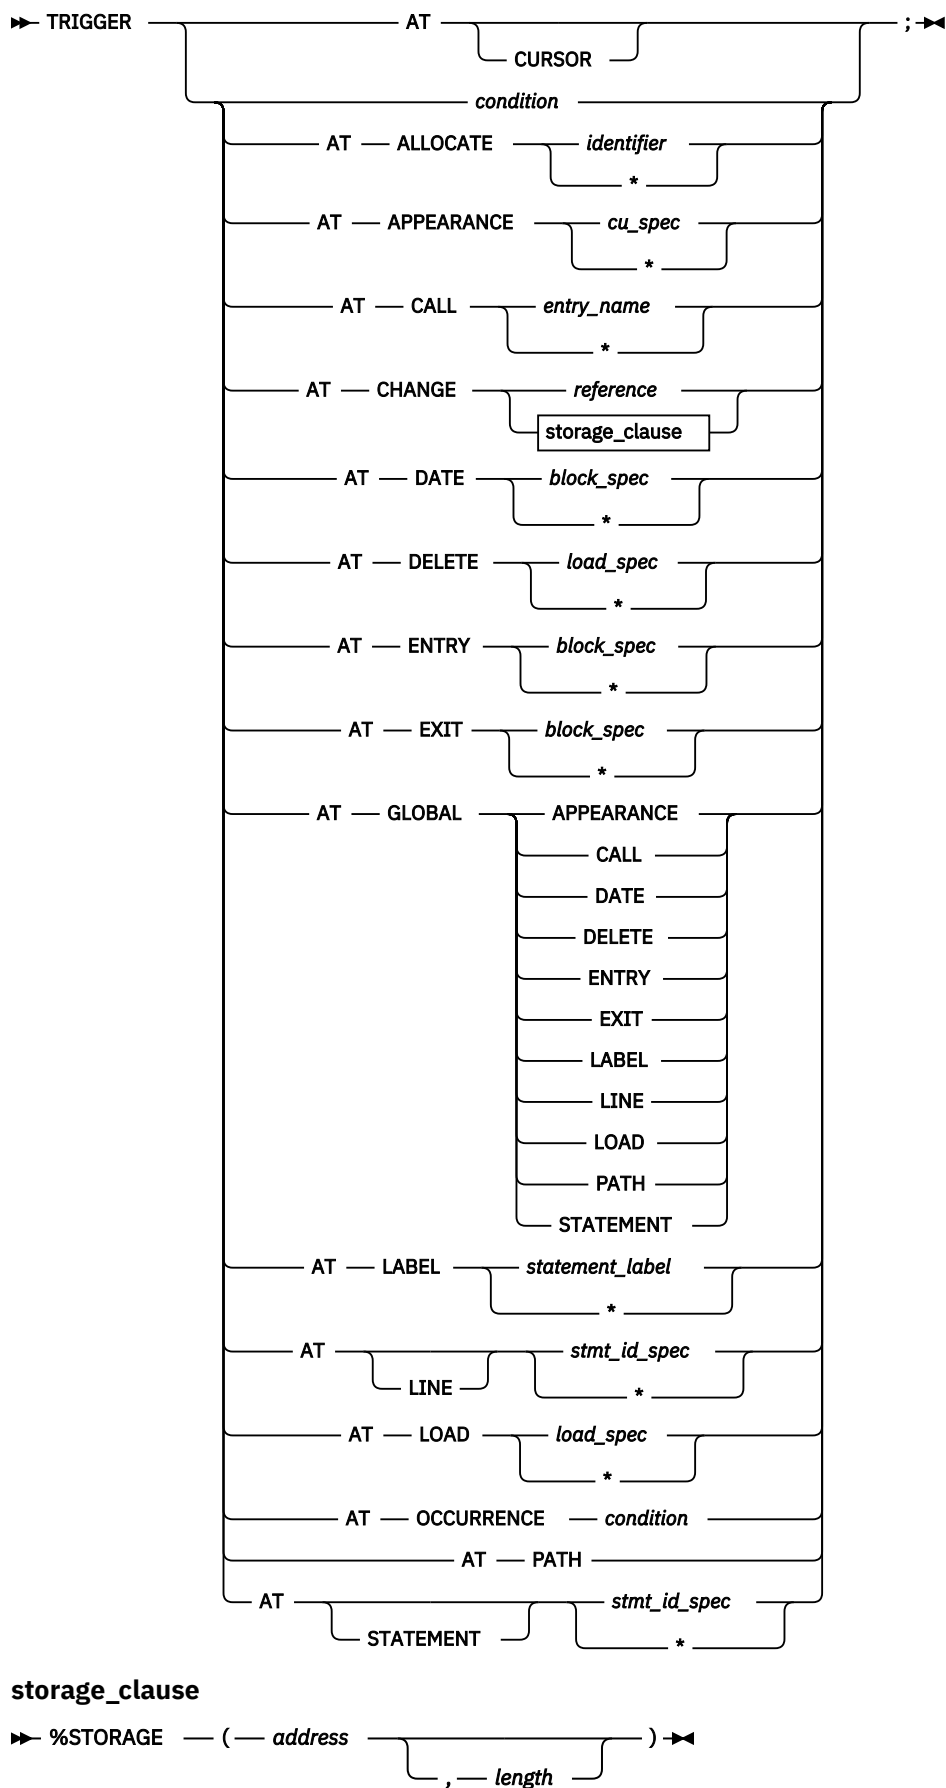 TRIGGER AT ;
CURSOR
condition
AT ALLOCATE identifier
*
AT APPEARANCE cu_spec
*
AT CALL entry_name
*
AT CHANGE reference
storage_clause
AT DATE block_spec
*
AT DELETE load_spec
*
AT ENTRY block_spec
*
AT EXIT block_spec
*
AT GLOBAL APPEARANCE
CALL
DATE
DELETE
ENTRY
EXIT
LABEL
LINE
LOAD
PATH
STATEMENT
AT LABEL statement_label
*
AT stmt_id_spec
LINE *
AT LOAD load_spec
*
AT OCCURRENCE condition
AT PATH
AT stmt_id_spec
STATEMENT *
storage_clause
%STORAGE ( address )
, length